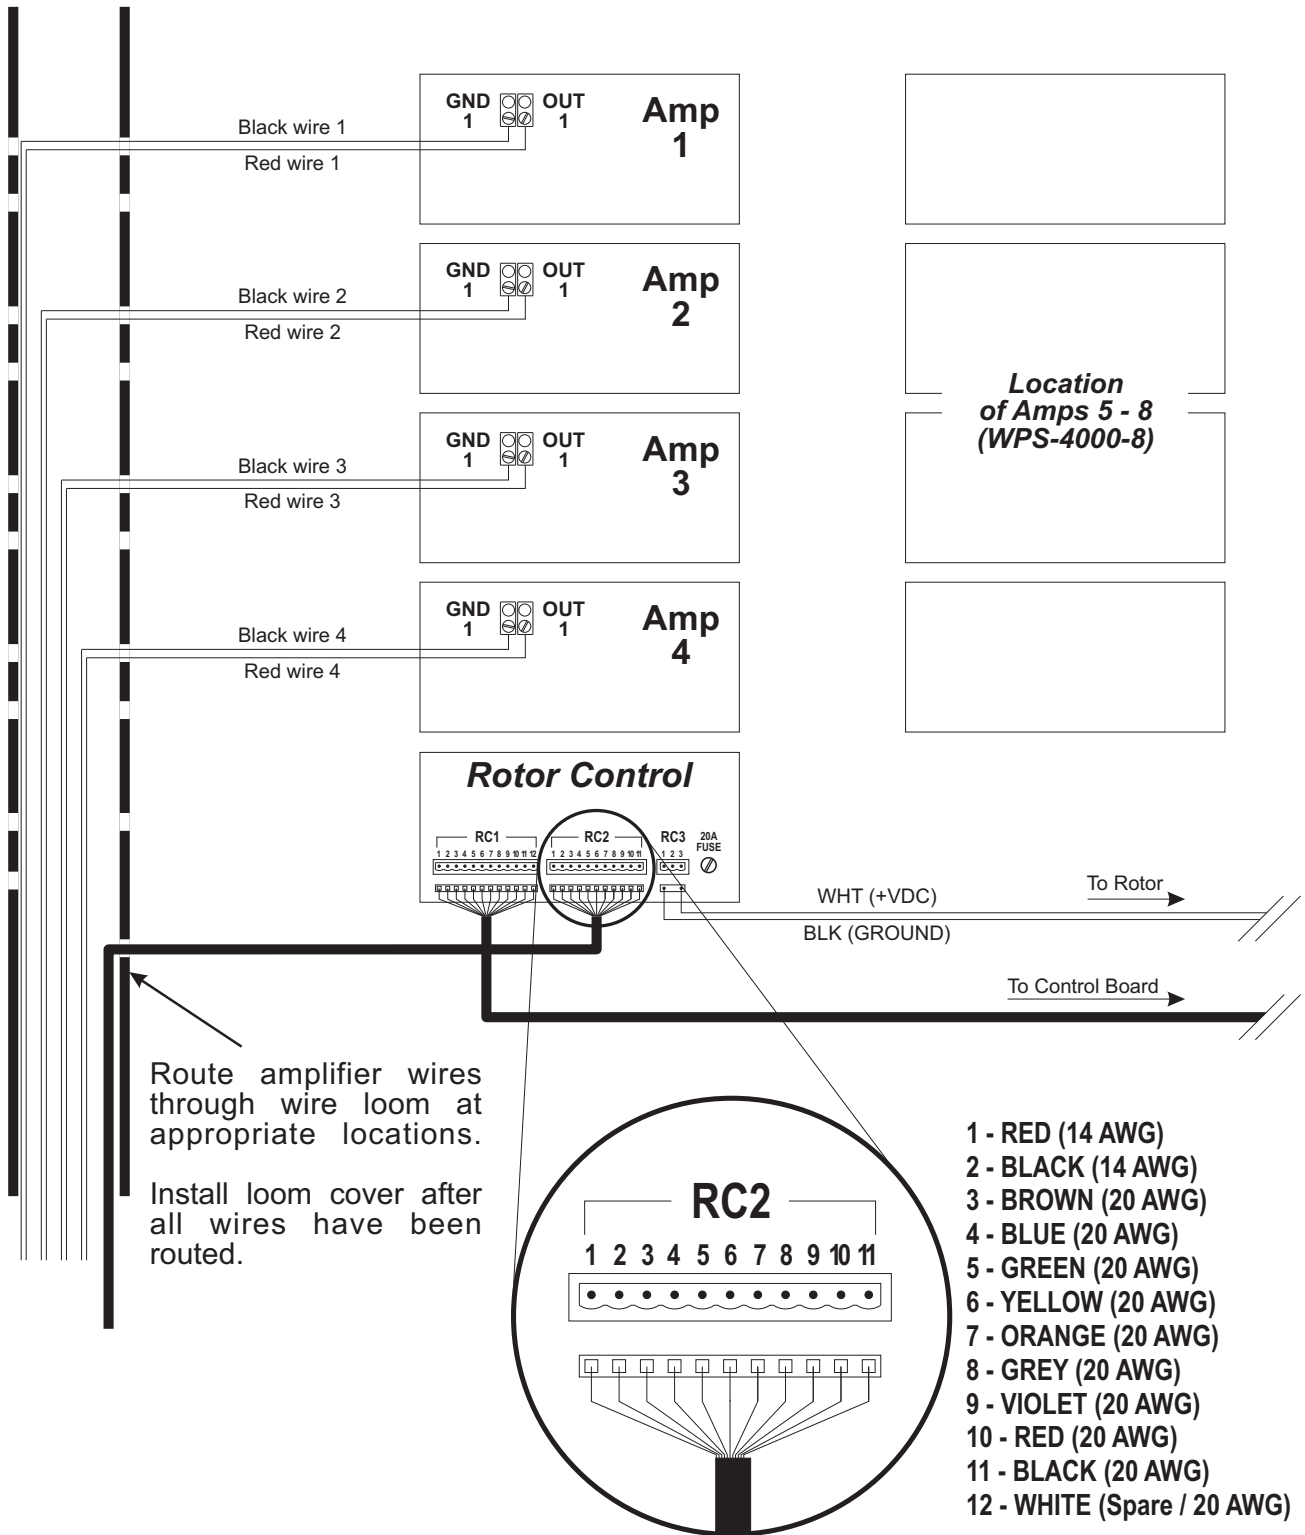 GND OUT
1 1
Amp
1
Black wire 1
Red wire 1
GND OUT
1 1
Amp
2
Black wire 2
Red wire 2
Location
of Amps 5 - 8
(WPS-4000-8)
GND OUT
1 1
Amp
3
Black wire 3
Red wire 3
GND OUT
1 1
Amp
4
Black wire 4
Red wire 4
Rotor Control
RC1
1 2 3 4 5 6 7 8 9 10 11 12
RC2
1 2 3 4 5 6 7 8 9 10 11
RC3
1 2 3
20A
FUSE
WHT (+VDC)
To Rotor
BLK (GROUND)
To Control Board
Route amplifier wires
through wire loom at
appropriate locations.
Install loom cover after
all wires have been
routed.
RC2
1 2 3 4 5 6 7 8 9 10 11
1 - RED (14 AWG)
2 - BLACK (14 AWG)
3 - BROWN (20 AWG)
4 - BLUE (20 AWG)
5 - GREEN (20 AWG)
6 - YELLOW (20 AWG)
7 - ORANGE (20 AWG)
8 - GREY (20 AWG)
9 - VIOLET (20 AWG)
10 - RED (20 AWG)
11 - BLACK (20 AWG)
12 - WHITE (Spare / 20 AWG)